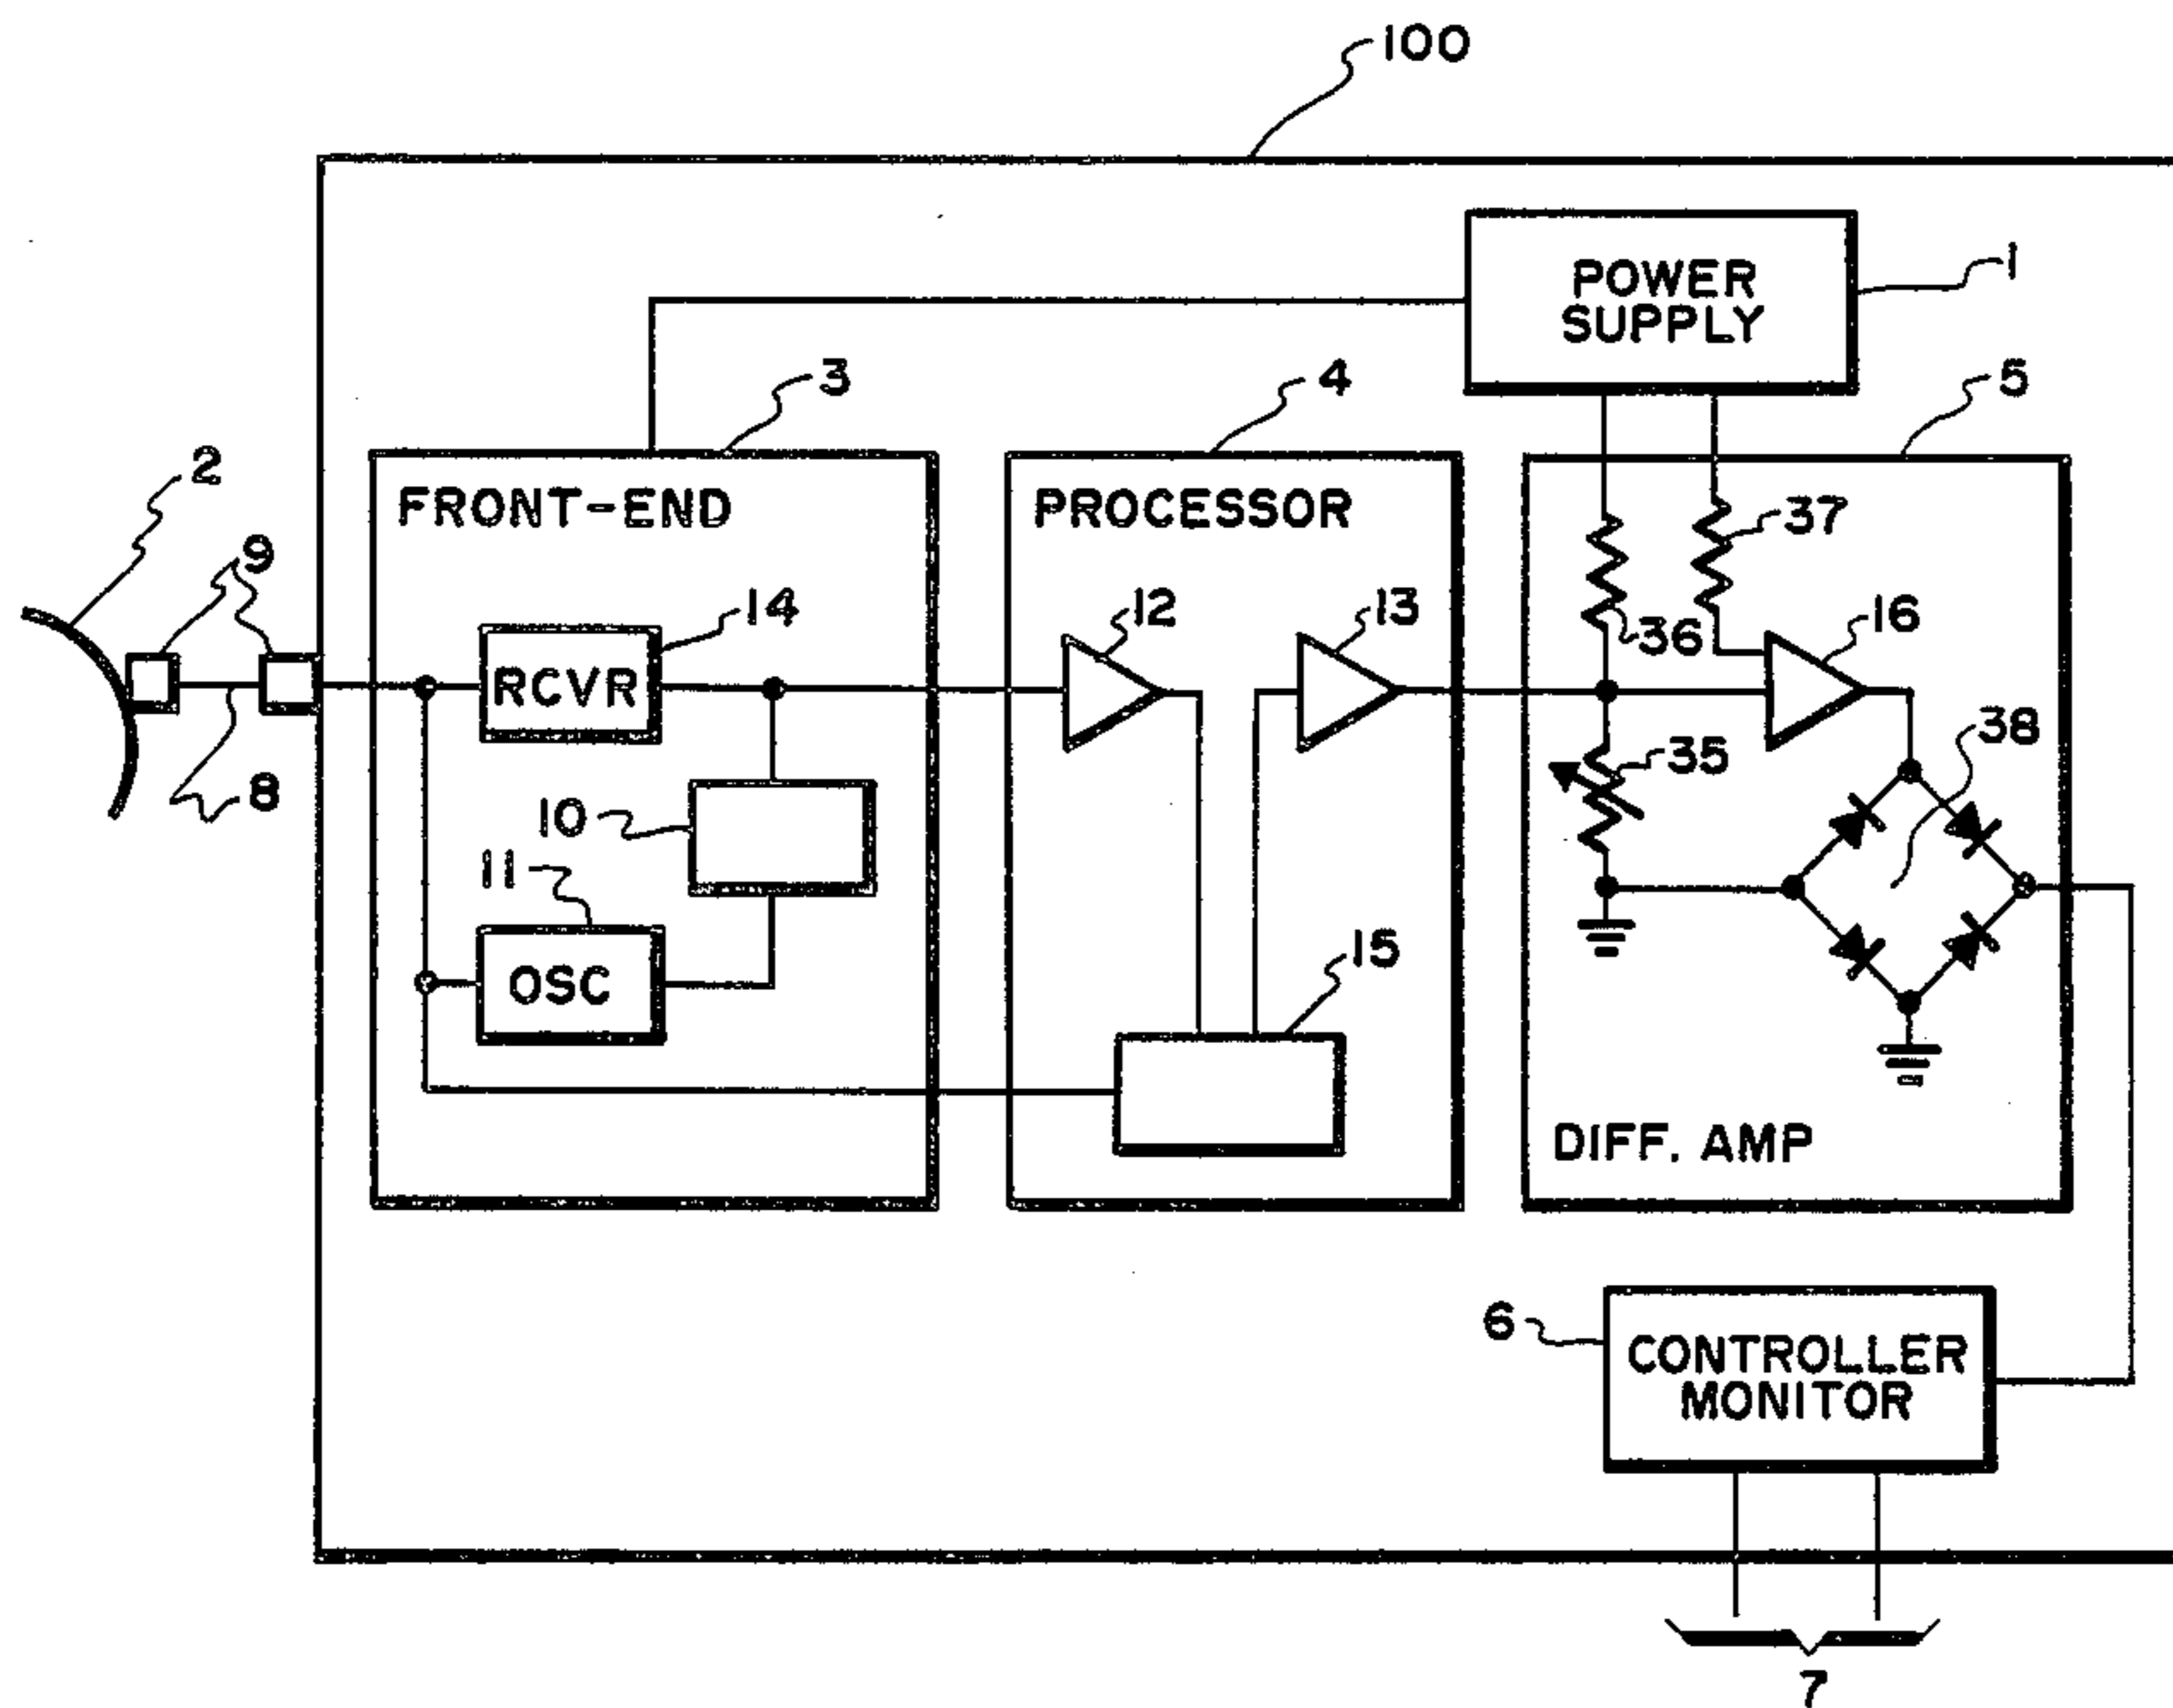 100
POWER
SUPPLY
1
3
4
5
2
FRONT-END
PROCESSOR
37
9
14
12
13
36
16
RCVR
38
35
8
10
11
OSC
15
DIFF. AMP
6
CONTROLLER
MONITOR
7